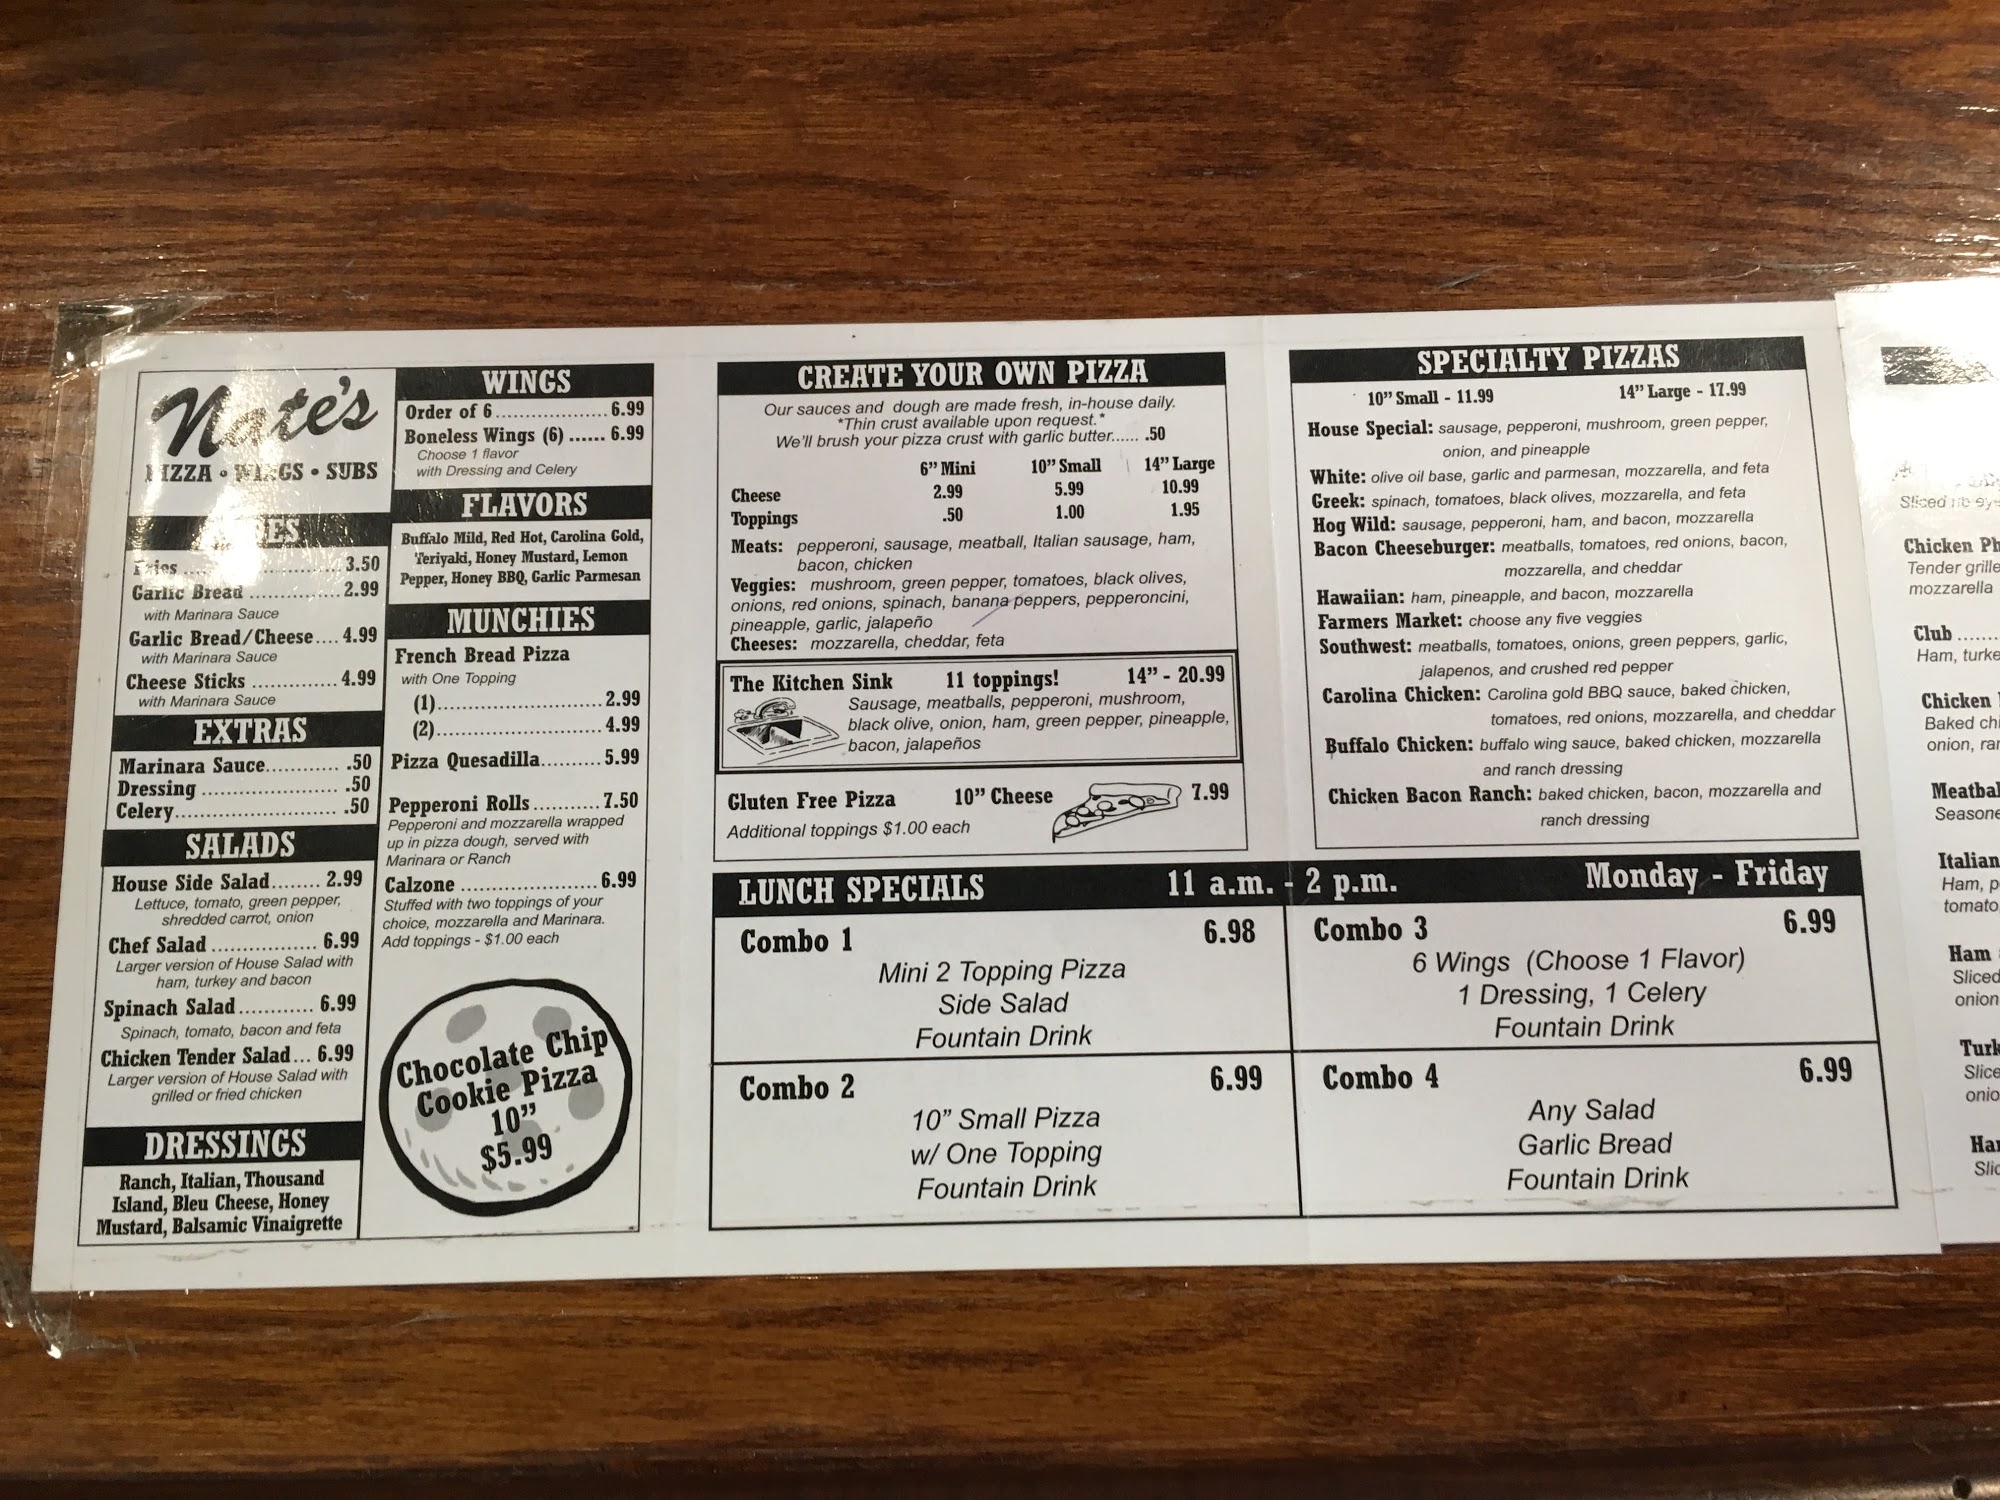 Nate's
PIZZA • WINGS • SUBS
Fries ........ 3.50
Garlic Bread .............. 2.99
with Marinara Sauce
Garlic Bread/Cheese.... 4.99
with Marinara Sauce
Cheese Sticks ............. 4.99
with Marinara Sauce
EXTRAS
Marinara Sauce........... .50
Dressing ..................... .50
Celery......................... .50
SALADS
House Side Salad........ 2.99
Lettuce, tomato, green pepper,
shredded carrot, onion
Chef Salad ................. 6.99
Larger version of House Salad with
ham, turkey and bacon
Spinach Salad............ 6.99
Spinach, tomato, bacon and feta
Chicken Tender Salad... 6.99
Larger version of House Salad with
grilled or fried chicken
DRESSINGS
Ranch, Italian, Thousand
Island, Bleu Cheese, Honey
Mustard, Balsamic Vinaigrette
WINGS
Order of 6.................. 6.99
Boneless Wings (6) ...... 6.99
Choose 1 flavor
with Dressing and Celery
FLAVORS
Buffalo Mild, Red Hot, Carolina Gold,
Teriyaki, Honey Mustard, Lemon
Pepper, Honey BBQ, Garlic Parmesan
MUNCHIES
French Bread Pizza
with One Topping
(1)........................... 2.99
(2)........................... 4.99
Pizza Quesadilla.......... 5.99
Pepperoni Rolls ........... 7.50
Pepperoni and mozzarella wrapped
up in pizza dough, served with
Marinara or Ranch
Calzone ...................... 6.99
Stuffed with two toppings of your
choice, mozzarella and Marinara.
Add toppings - $1.00 each
Chocolate Chip
Cookie Pizza
10"
$5.99
CREATE YOUR OWN PIZZA
Our sauces and dough are made fresh, in-house daily.
*Thin crust available upon request.*
We'll brush your pizza crust with garlic butter...... .50
6" Mini 10" Small 14" Large
Cheese 2.99 5.99 10.99
Toppings .50 1.00 1.95
Meats: pepperoni, sausage, meatball, Italian sausage, ham,
bacon, chicken
Veggies: mushroom, green pepper, tomatoes, black olives,
onions, red onions, spinach, banana peppers, pepperoncini,
pineapple, garlic, jalapeño
Cheeses: mozzarella, cheddar, feta
The Kitchen Sink 11 toppings! 14" - 20.99
Sausage, meatballs, pepperoni, mushroom,
black olive, onion, ham, green pepper, pineapple,
bacon, jalapeños
Gluten Free Pizza 10" Cheese 7.99
Additional toppings $1.00 each
SPECIALTY PIZZAS
10" Small - 11.99 14" Large - 17.99
House Special: sausage, pepperoni, mushroom, green pepper,
onion, and pineapple
White: olive oil base, garlic and parmesan, mozzarella, and feta
Greek: spinach, tomatoes, black olives, mozzarella, and feta
Hog Wild: sausage, pepperoni, ham, and bacon, mozzarella
Bacon Cheeseburger: meatballs, tomatoes, red onions, bacon,
mozzarella, and cheddar
Hawaiian: ham, pineapple, and bacon, mozzarella
Farmers Market: choose any five veggies
Southwest: meatballs, tomatoes, onions, green peppers, garlic,
jalapenos, and crushed red pepper
Carolina Chicken: Carolina gold BBQ sauce, baked chicken,
tomatoes, red onions, mozzarella, and cheddar
Buffalo Chicken: buffalo wing sauce, baked chicken, mozzarella
and ranch dressing
Chicken Bacon Ranch: baked chicken, bacon, mozzarella and
ranch dressing
LUNCH SPECIALS 11 a.m. - 2 p.m. Monday - Friday
Combo 1 6.98
Mini 2 Topping Pizza
Side Salad
Fountain Drink
Combo 2 6.99
10" Small Pizza
w/ One Topping
Fountain Drink
Combo 3 6.99
6 Wings (Choose 1 Flavor)
1 Dressing, 1 Celery
Fountain Drink
Combo 4 6.99
Any Salad
Garlic Bread
Fountain Drink
Sliced
Chicken
Tender
mozzarella
Club .......
Ham,
Chicken
Baked
onion,
Italian
Ham,
Ham
Sliced
onion